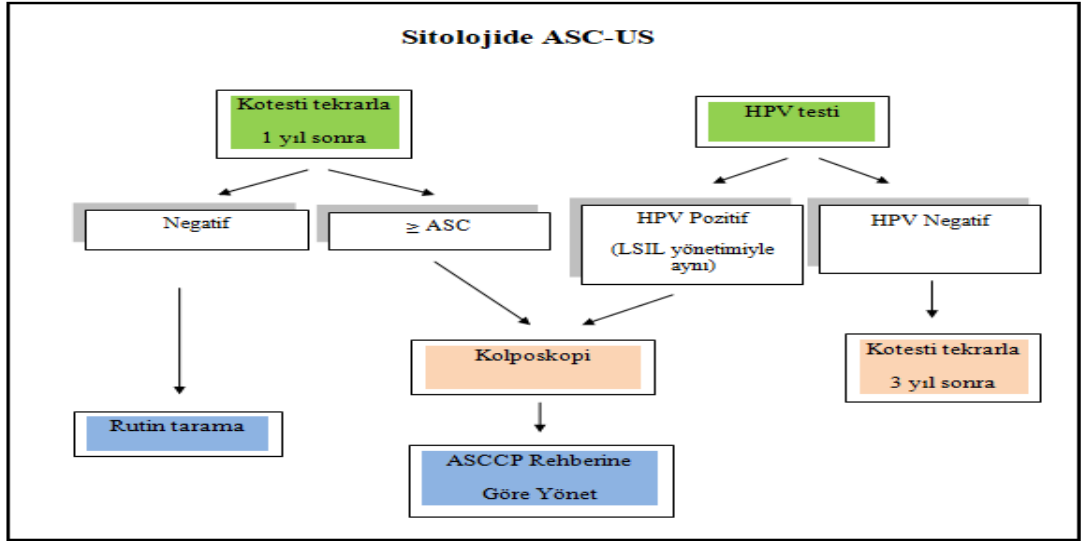 Sitolojide ASC-US
Kotesti tekrarla
1 yıl sonra
HPV testi
Negatif
≥ ASC
HPV Pozitif
(LSIL yönetimiyle
aynı)
HPV Negatif
Kolposkopi
Kotesti tekrarla
3 yıl sonra
Rutin tarama
ASCCP Rehberine
Göre Yönet